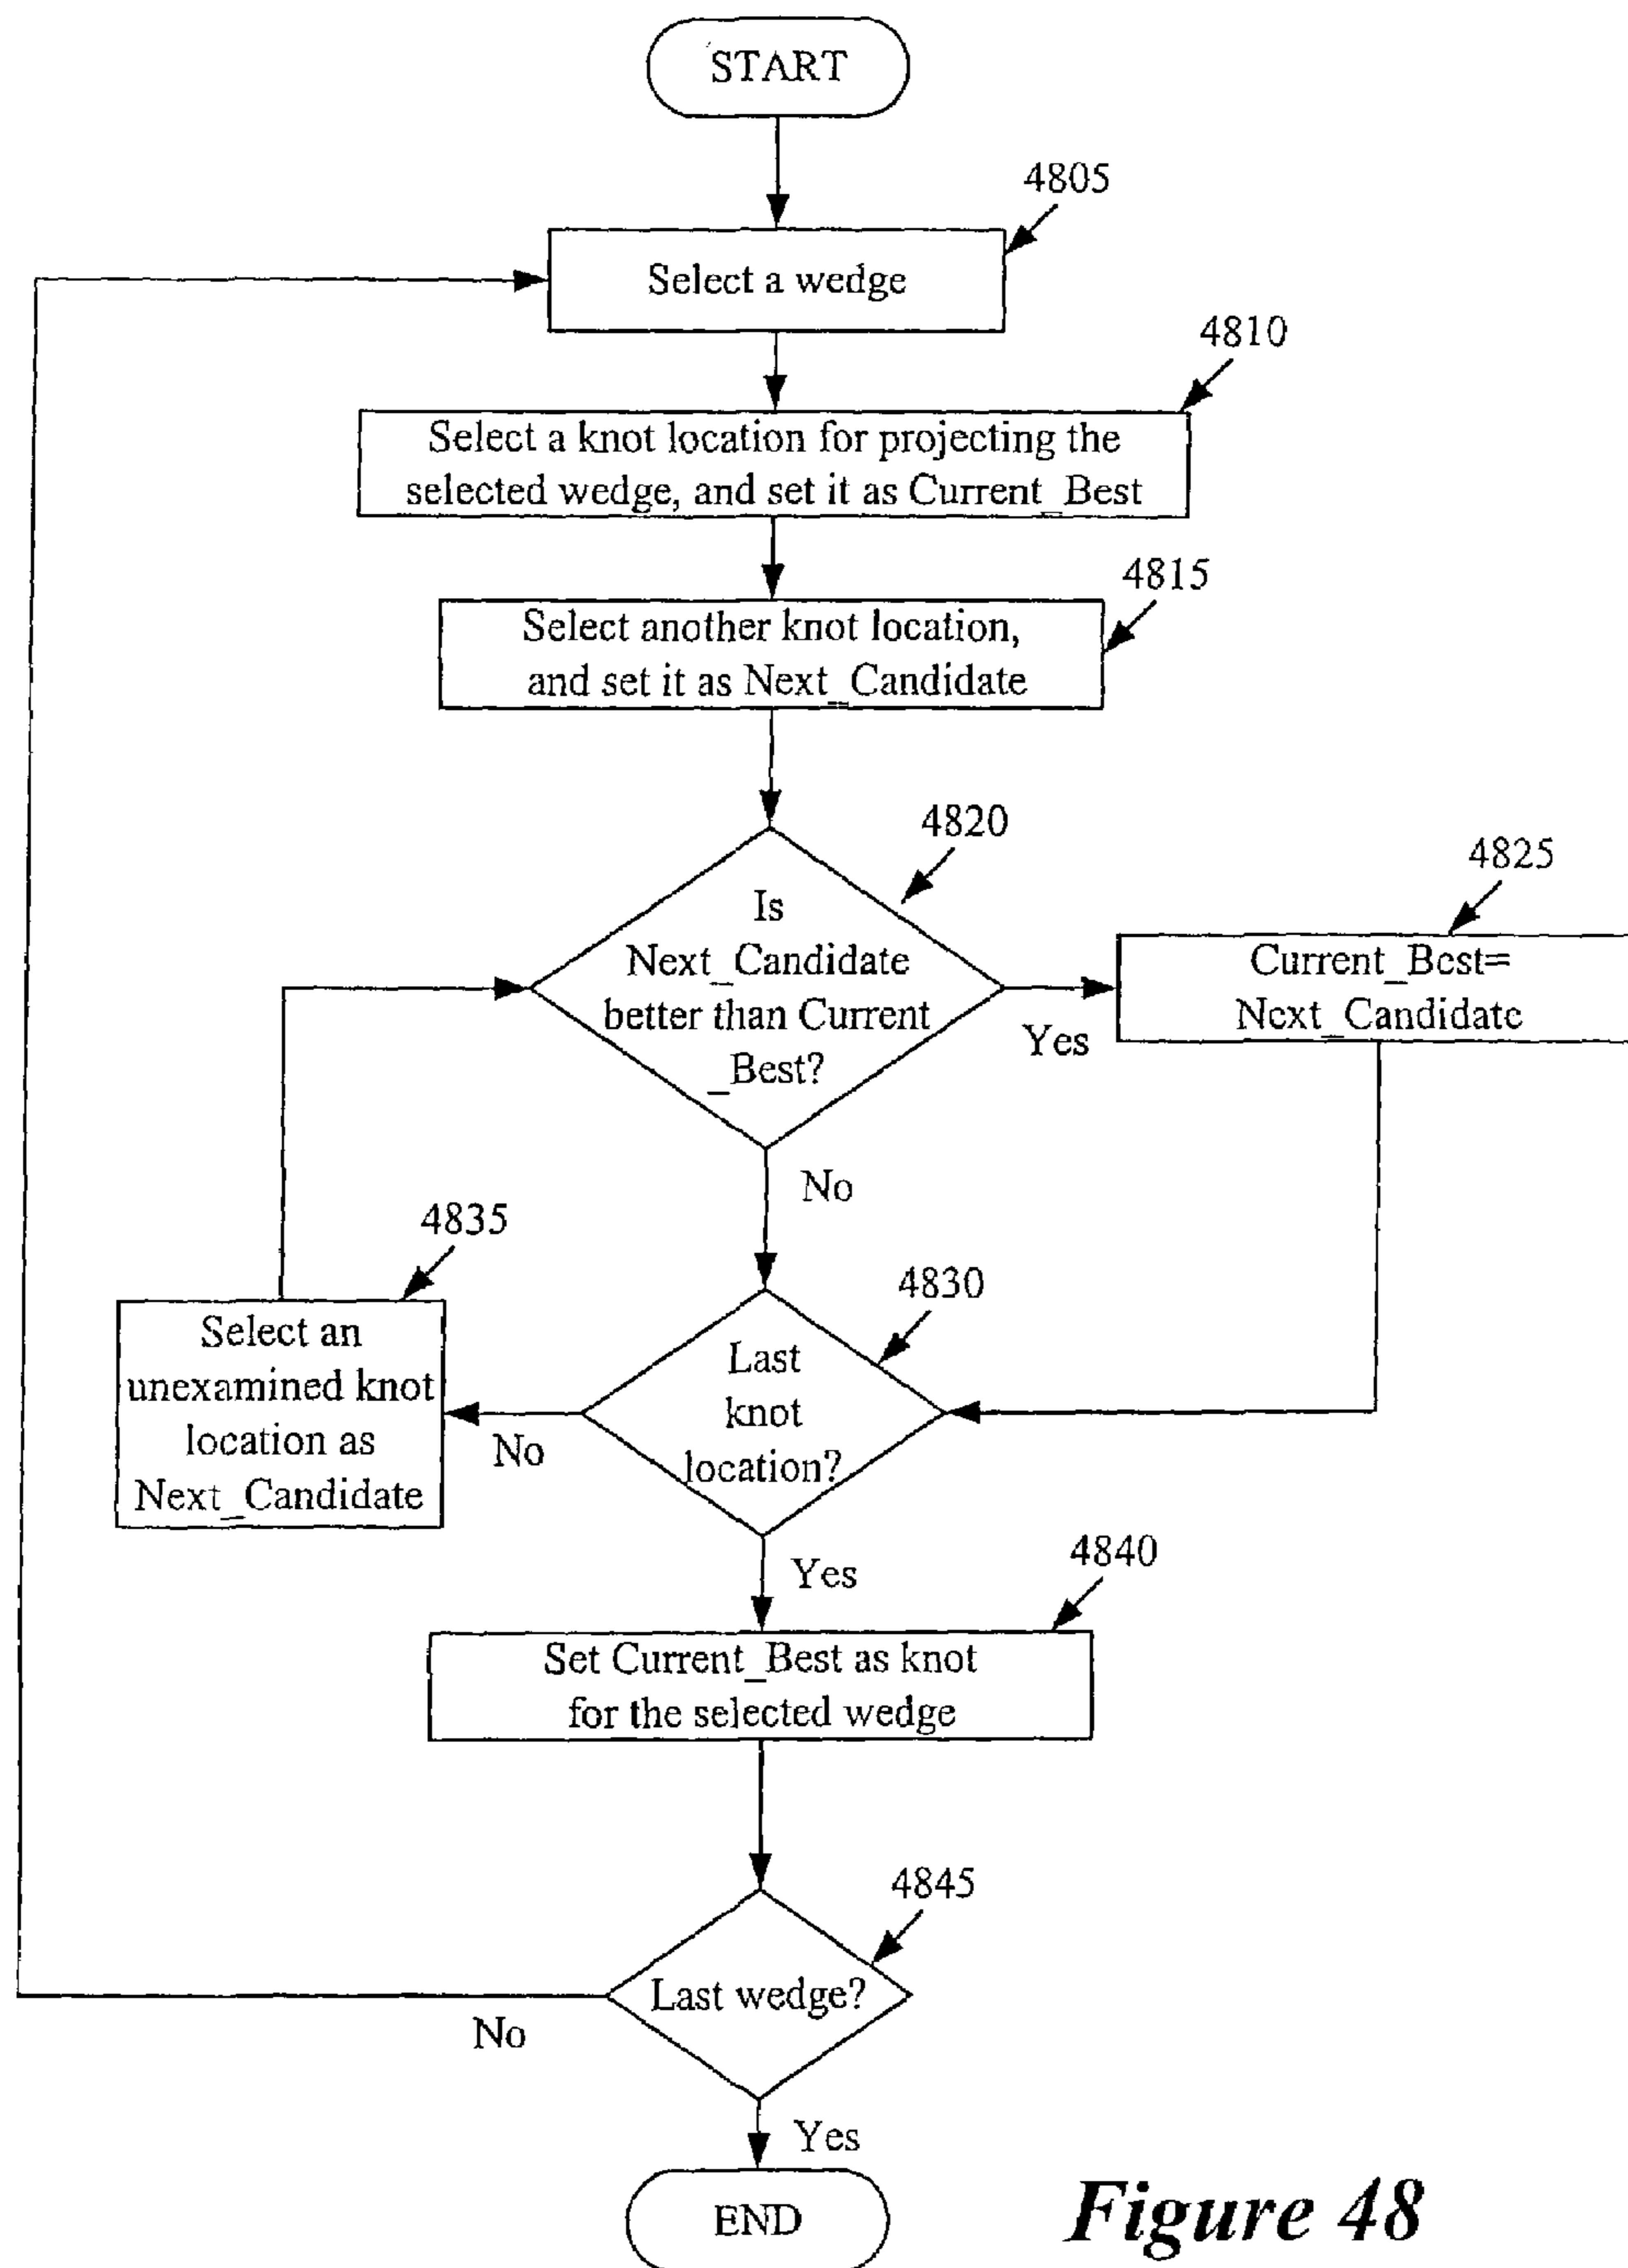 START
4805
Select a wedge
4810
Select a knot location for projecting the
selected wedge, and set it as Current_Best
4815
Select another knot location,
and set it as Next_Candidate
4820
Is
Next_Candidate
better than Current
_Best?
Yes
4825
Current_Best=
Next_Candidate
No
4835
Select an
unexamined knot
location as
Next_Candidate
4830
Last
knot
location?
No
Yes
4840
Set Current_Best as knot
for the selected wedge
4845
Last wedge?
No
Yes
END
Figure 48